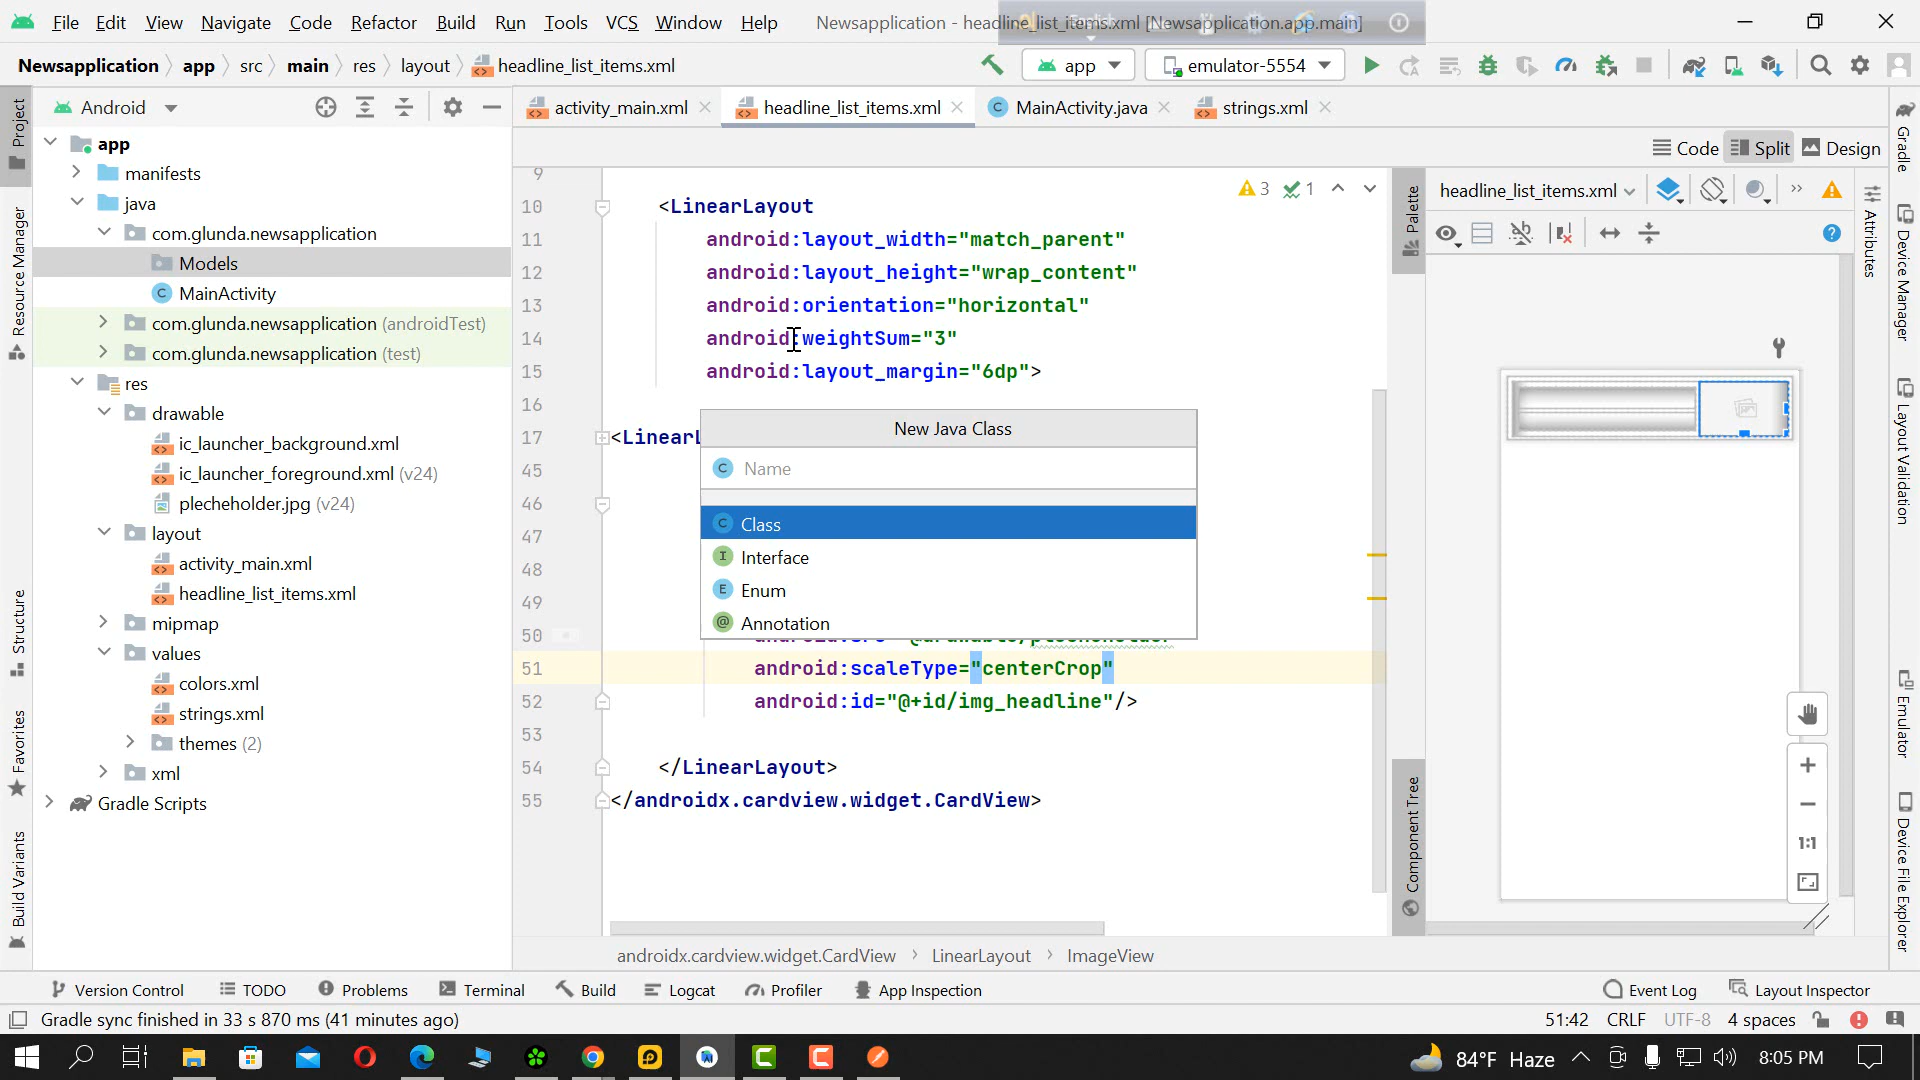 File Edit View Navigate Code Refactor Build Run Tools VCS Window Help Newsapplication - headline_list_items.xml [Newsapplication.app.main]
Newsapplication app src main res layout headline_list_items.xml app emulator-5554
Android
activity_main.xml headline_list_items.xml MainActivity.java strings.xml
Code Split Design
Project
Resource Manager
Structure
Favorites
Build Variants
app
manifests
java
com.glunda.newsapplication
Models
MainActivity
com.glunda.newsapplication (androidTest)
com.glunda.newsapplication (test)
res
drawable
ic_launcher_background.xml
ic_launcher_foreground.xml (v24)
plecheholder.jpg (v24)
layout
activity_main.xml
headline_list_items.xml
mipmap
values
colors.xml
strings.xml
themes (2)
xml
Gradle Scripts
9
10 <LinearLayout
11 android:layout_width="match_parent"
12 android:layout_height="wrap_content"
13 android:orientation="horizontal"
14 android:weightSum="3"
15 android:layout_margin="6dp">
16
17 <LinearL
45
46
47
48
49
50
51 android:scaleType="centerCrop"
52 android:id="@+id/img_headline"/>
53
54 </LinearLayout>
55 </androidx.cardview.widget.CardView>
3 1
New Java Class
Name
Class
Interface
Enum
Annotation
androidx.cardview.widget.CardView LinearLayout ImageView
Palette
Component Tree
headline_list_items.xml
1:1
Attributes
Gradle
Device Manager
Layout Validation
Emulator
Device File Explorer
Version Control TODO Problems Terminal Build Logcat Profiler App Inspection Event Log Layout Inspector
Gradle sync finished in 33 s 870 ms (41 minutes ago) 51:42 CRLF UTF-8 4 spaces
84°F Haze 8:05 PM